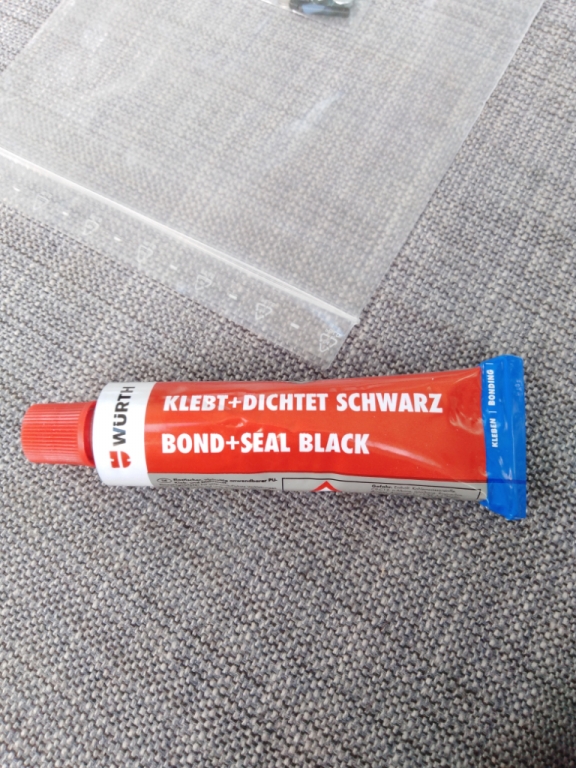 WÜRTH
KLEBT+DICHTET SCHWARZ
BOND+SEAL BLACK
KLEBEN | BONDING |